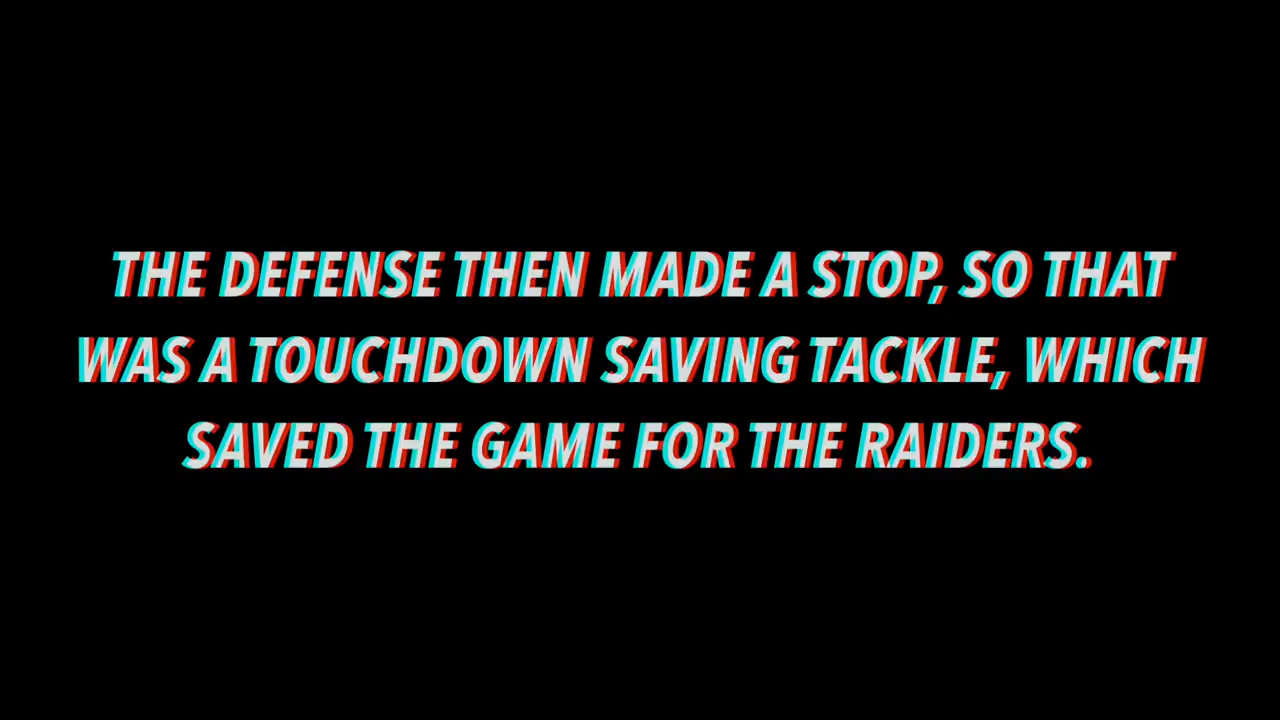 THE DEFENSE THEN MADE A STOP, SO THAT
WAS A TOUCHDOWN SAVING TACKLE, WHICH
SAVED THE GAME FOR THE RAIDERS.